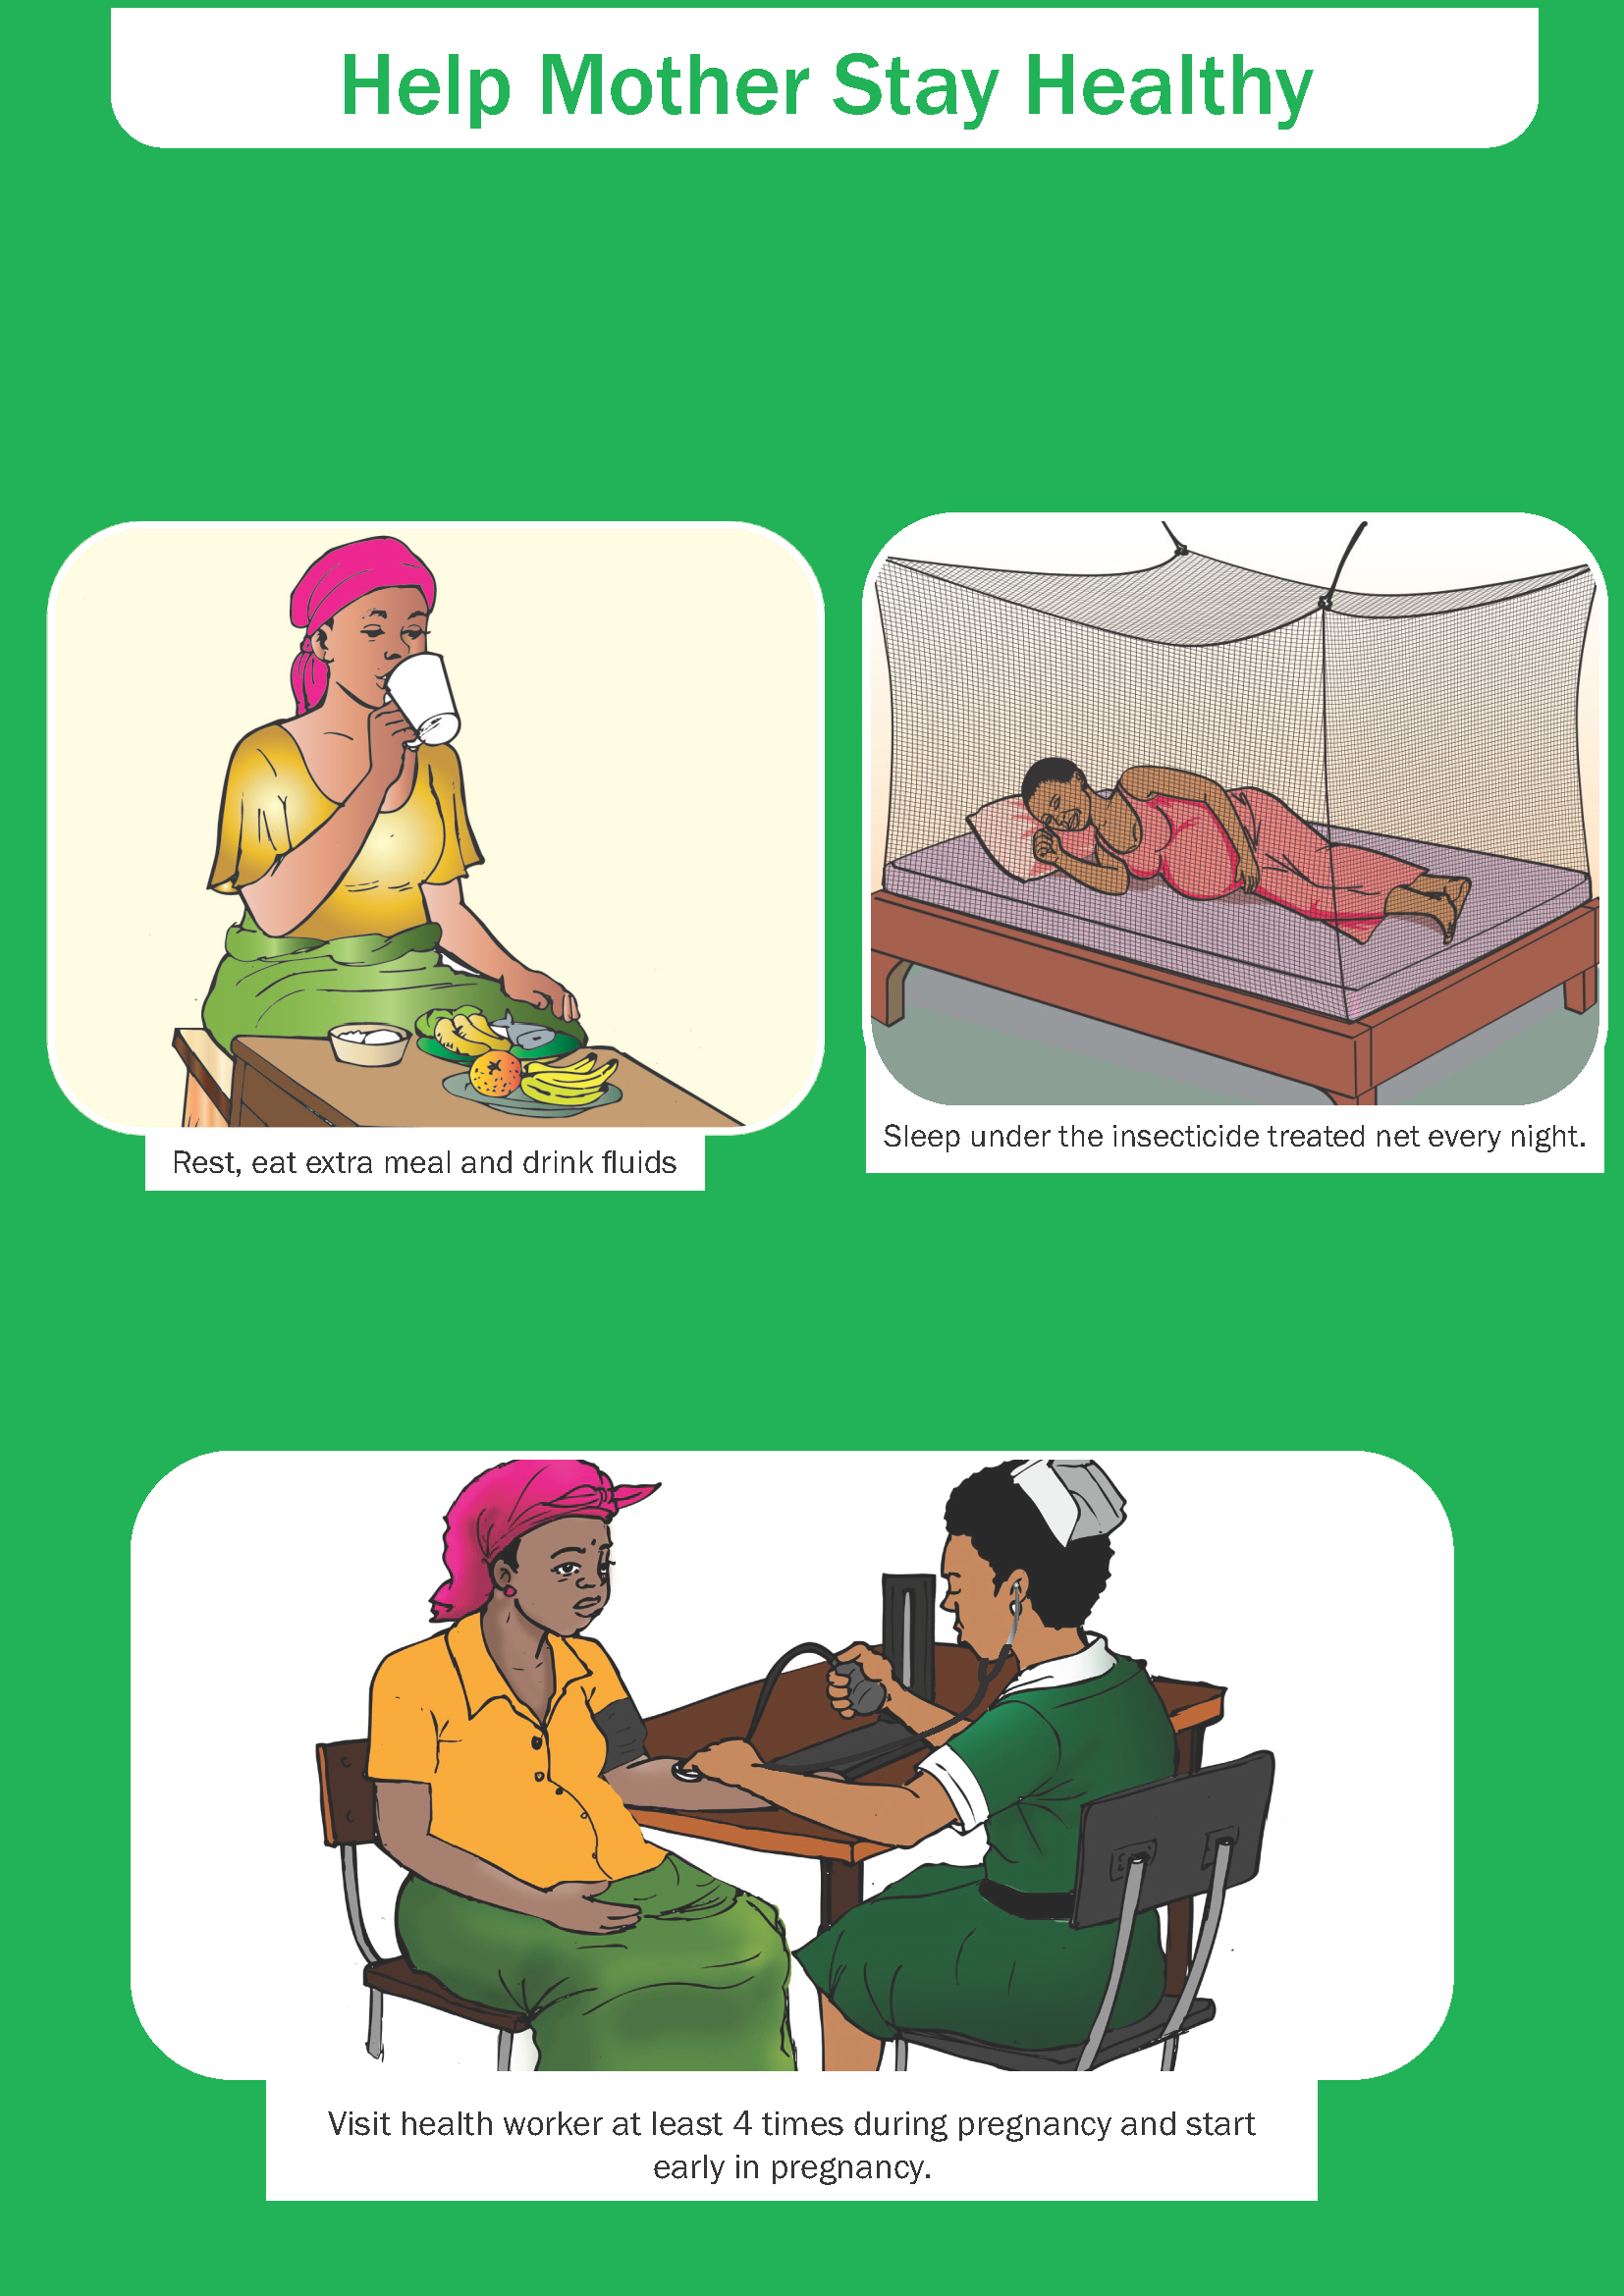 Help Mother Stay Healthy
Rest, eat extra meal and drink fluids
Sleep under the insecticide treated net every night.
Visit health worker at least 4 times during pregnancy and start
early in pregnancy.